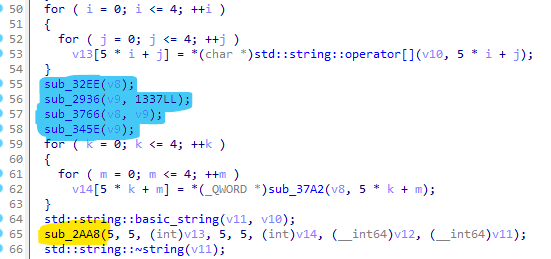 50 for ( i = 0; i <= 4; ++i )
51 {
52 for ( j = 0; j <= 4; ++j )
53 v13[5 * i + j] = *(char *)std::string::operator[](v10, 5 * i + j);
54 }
55 sub_32EE(v8);
56 sub_2936(v9, 1337LL);
57 sub_3766(v8, v9);
58 sub_345E(v9);
59 for ( k = 0; k <= 4; ++k )
60 {
61 for ( m = 0; m <= 4; ++m )
62 v14[5 * k + m] = *(_QWORD *)sub_37A2(v8, 5 * k + m);
63 }
64 std::string::basic_string(v11, v10);
65 sub_2AA8(5, 5, (int)v13, 5, 5, (int)v14, (__int64)v12, (__int64)v11);
66 std::string::~string(v11);